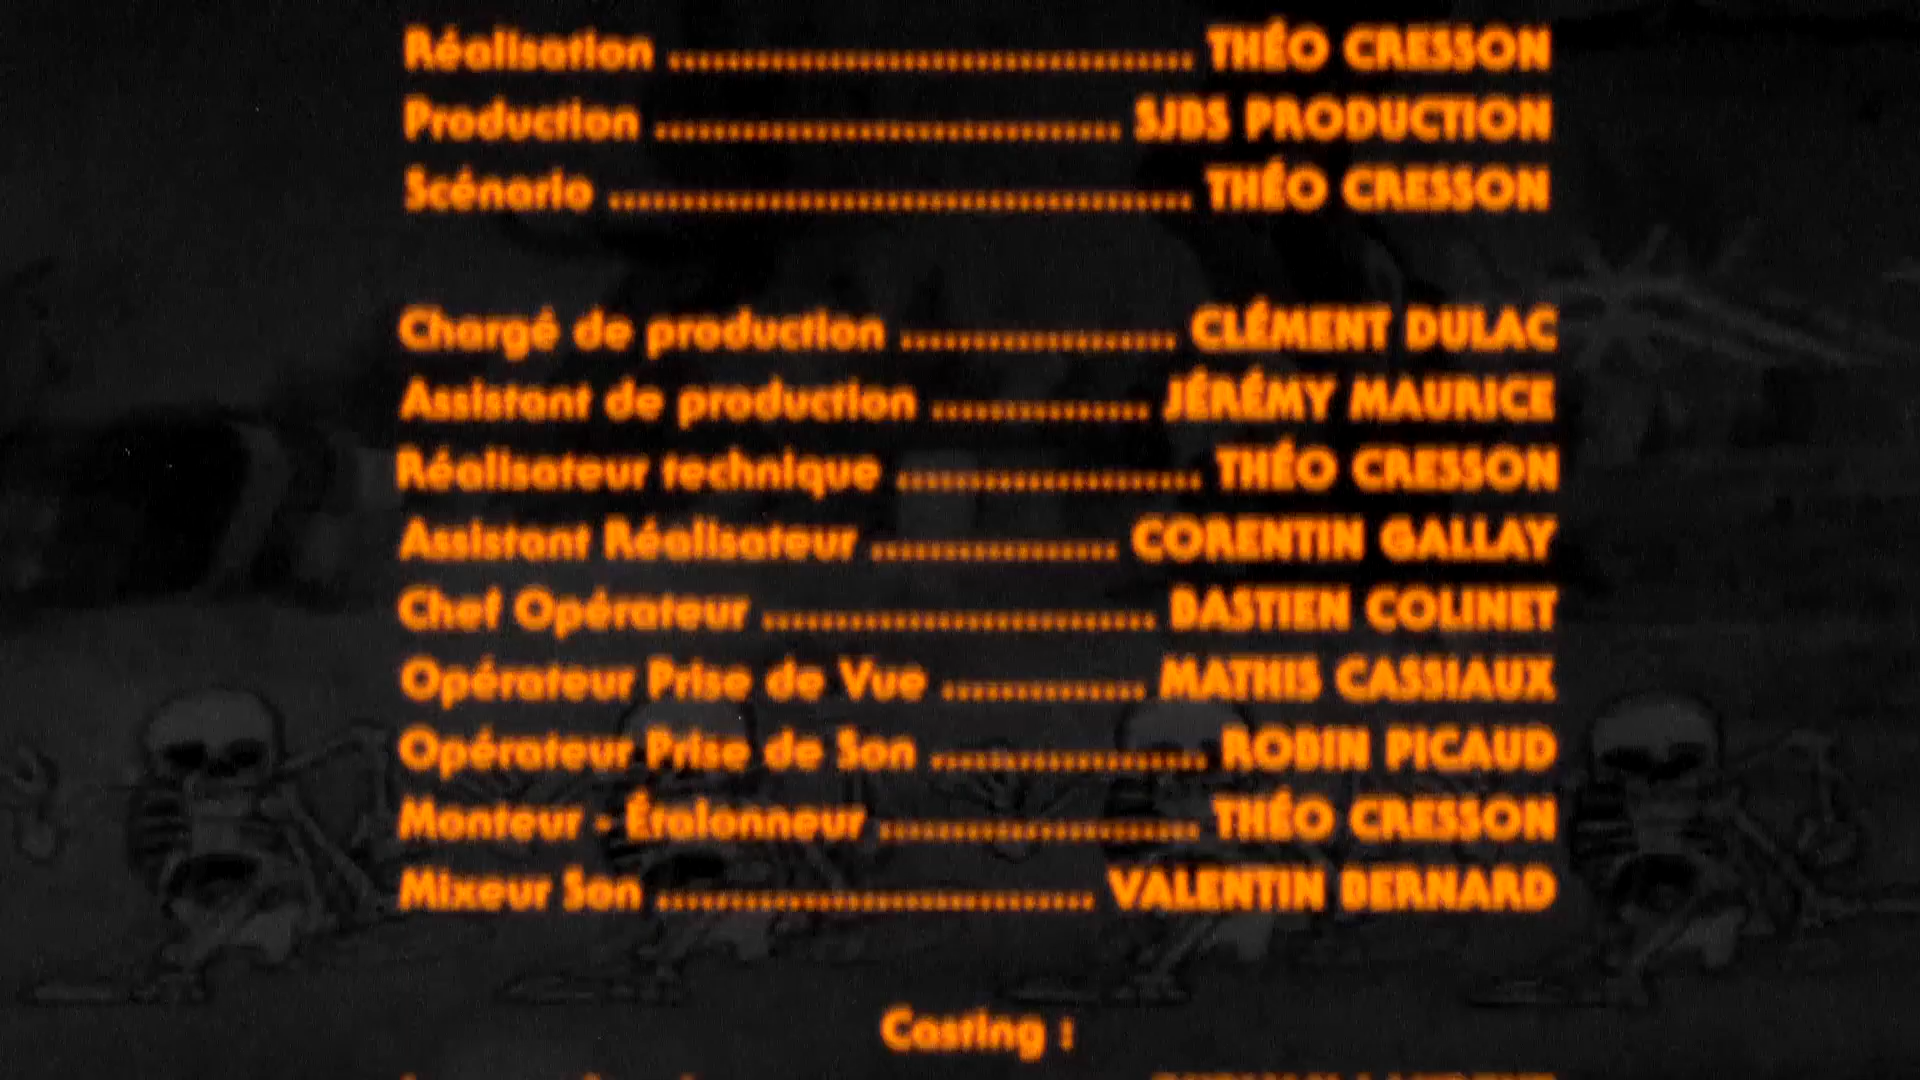 Réalisation ........................................ THÉO CRESSON
Production .................................... SJBS PRODUCTION
Scénario ............................................. THÉO CRESSON
Chargé de production ..................... CLÉMENT DULAC
Assistant de production ................. JÉRÉMY MAURICE
Réalisateur technique ....................... THÉO CRESSON
Assistant Réalisateur ................... CORENTIN GALLAY
Chef Opérateur .............................. BASTIEN COLINET
Opérateur Prise de Vue ................ MATHIS CASSIAUX
Opérateur Prise de Son ..................... ROBIN PICAUD
Monteur - Étalonneur ........................ THÉO CRESSON
Mixeur Son ................................. VALENTIN BERNARD
Casting :